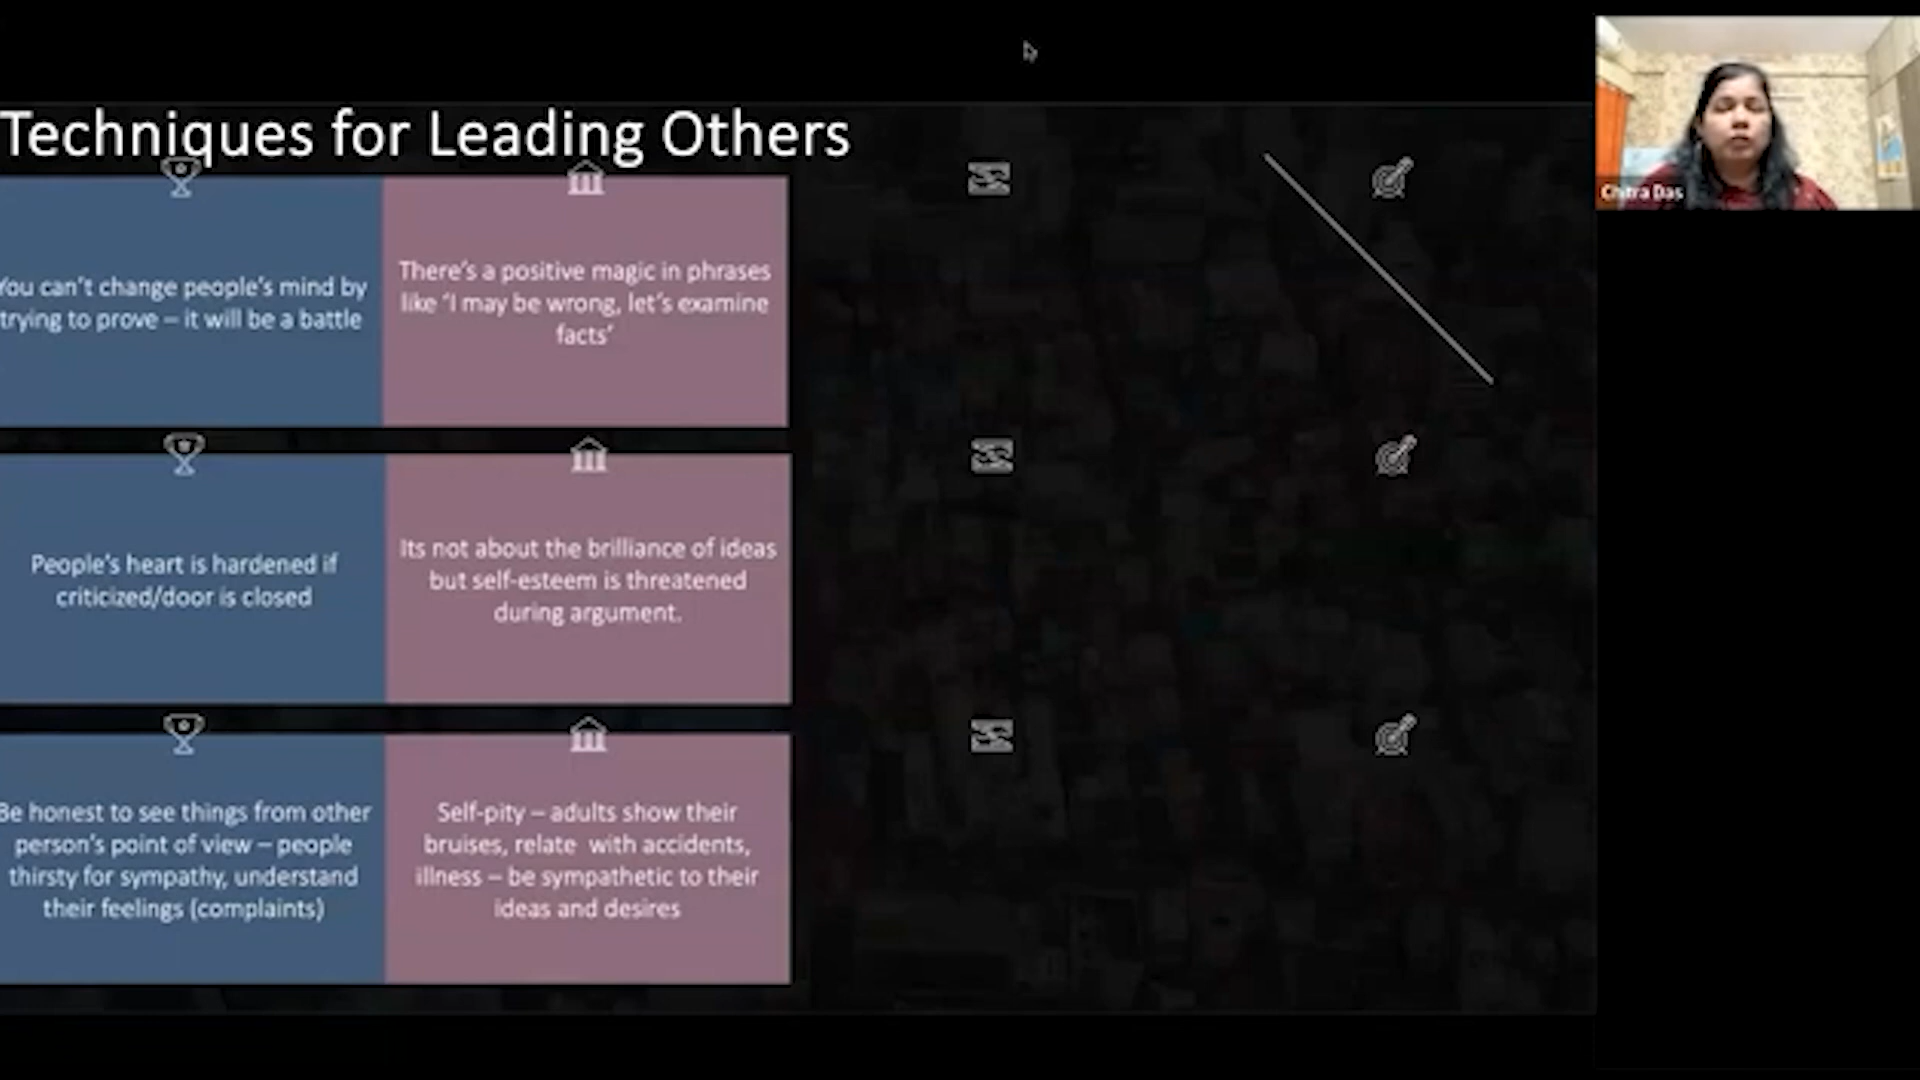 Techniques for Leading Others
You can't change people's mind by
trying to prove – it will be a battle
There's a positive magic in phrases
like 'I may be wrong, let's examine
facts'
People's heart is hardened if
criticized/door is closed
Its not about the brilliance of ideas
but self-esteem is threatened
during argument.
Be honest to see things from other
person's point of view – people
thirsty for sympathy, understand
their feelings (complaints)
Self-pity – adults show their
bruises, relate  with accidents,
illness – be sympathetic to their
ideas and desires
Chitra Das